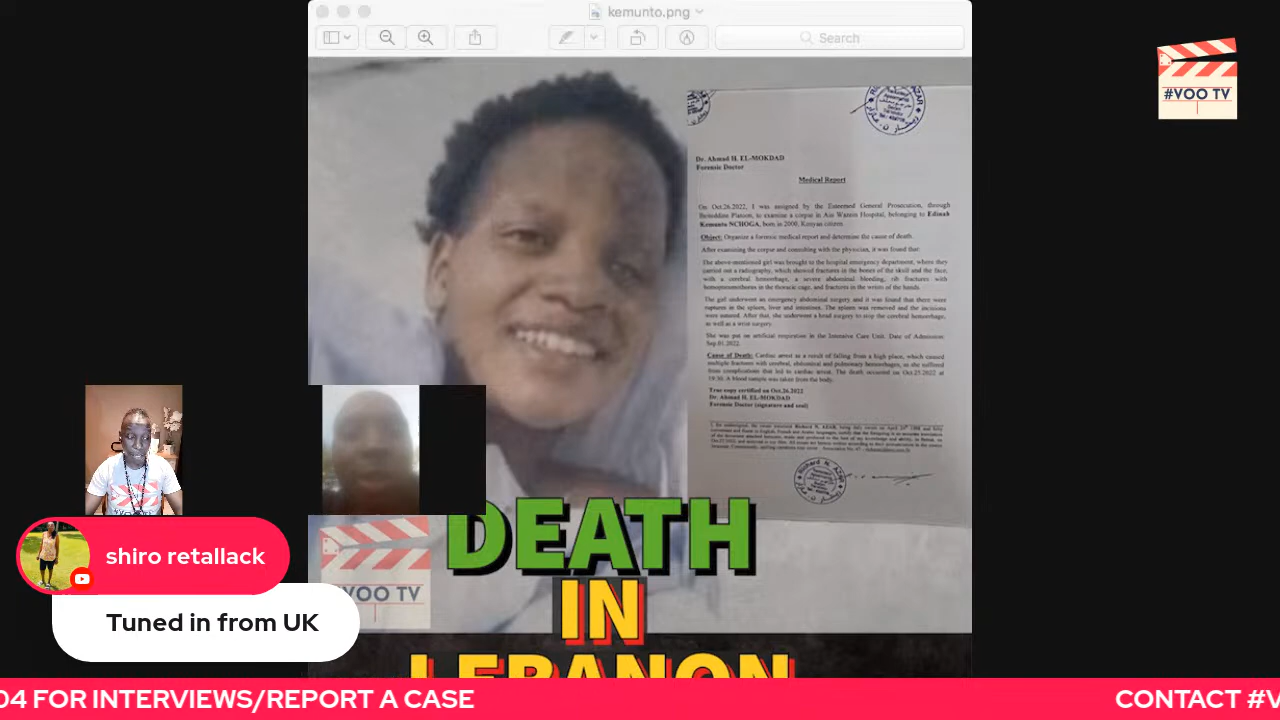 kemunto.png
Search
#VOO TV
Dr. Ahmad H. EL-MOKDAD
Forensic Doctor
Medical Report
On Oct.26.2022, I was assigned by the Esteemed General Prosecution, through
Beiteddine Platoon, to examine a corpse in Ain Wazein Hospital, belonging to Edinah
Kemunto NCHOGA, born in 2000, Kenyan citizen.
Object: Organize a forensic medical report and determine the cause of death.
After examining the corpse and consulting with the physician, it was found that:
The above-mentioned girl was brought to the hospital emergency department, where they
carried out a radiography, which showed fractures in the bones of the skull and the face,
with a cerebral hemorrhage, a severe abdominal bleeding, rib fractures with
in the thoracic cage, and fractures in the wrists of the hands.
The girl underwent an emergency abdominal surgery and it was found that there were
ruptures in the spleen, liver and intestines. The spleen was removed and the incisions
were sutured. After that, she underwent a head surgery to stop the cerebral hemorrhage,
as well as a wrist surgery.
She was put on artificial respiration in the Intensive Care Unit. Date of Admission:
Sep.01.2022.
Cause of Death: Cardiac arrest as a result of falling from a high place, which caused
multiple fractures with cerebral, abdominal and pulmonary hemorrhages, so she suffered
from complications that led to cardiac arrest. The death occurred on Oct.25.2022 at
19:30. A blood sample was taken from the body.
True copy certified on Oct.26.2022
Dr. Ahmad H. EL-MOKDAD
Forensic Doctor (signature and seal)
Richard N. AZAR
VOO TV
DEATH
IN
LEBANON
shiro retallack
Tuned in from UK
04 FOR INTERVIEWS/REPORT A CASE
CONTACT #V